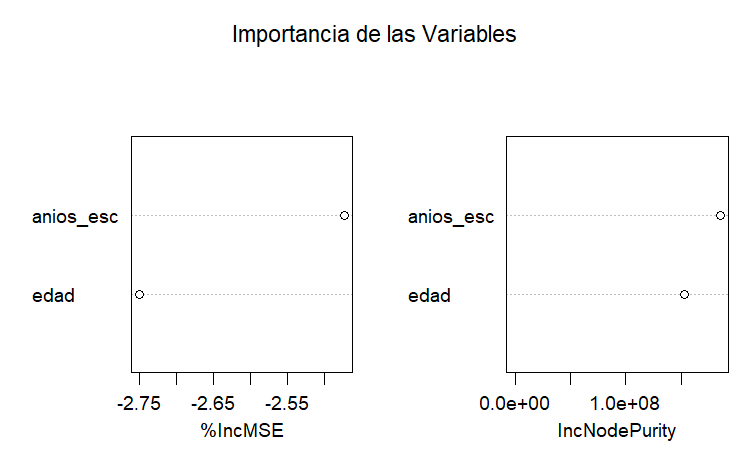 Importancia de las Variables
anios_esc
edad
-2.75 -2.65 -2.55
%IncMSE
anios_esc
edad
0.0e+00 1.0e+08
IncNodePurity